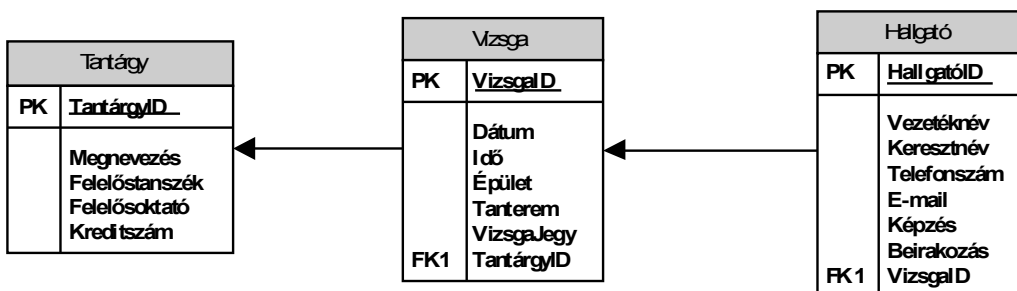 Tantárgy
PK TantárgyID
Megnevezés
Felelőstanszék
Felelősoktató
Kreditszám
Vizsga
PK VizsgaID
Dátum
Idő
Épület
Tanterem
VizsgaJegy
FK1 TantárgyID
Hallgató
PK HallgatóID
Vezetéknév
Keresztnév
Telefonszám
E-mail
Képzés
Beirakozás
FK1 VizsgaID